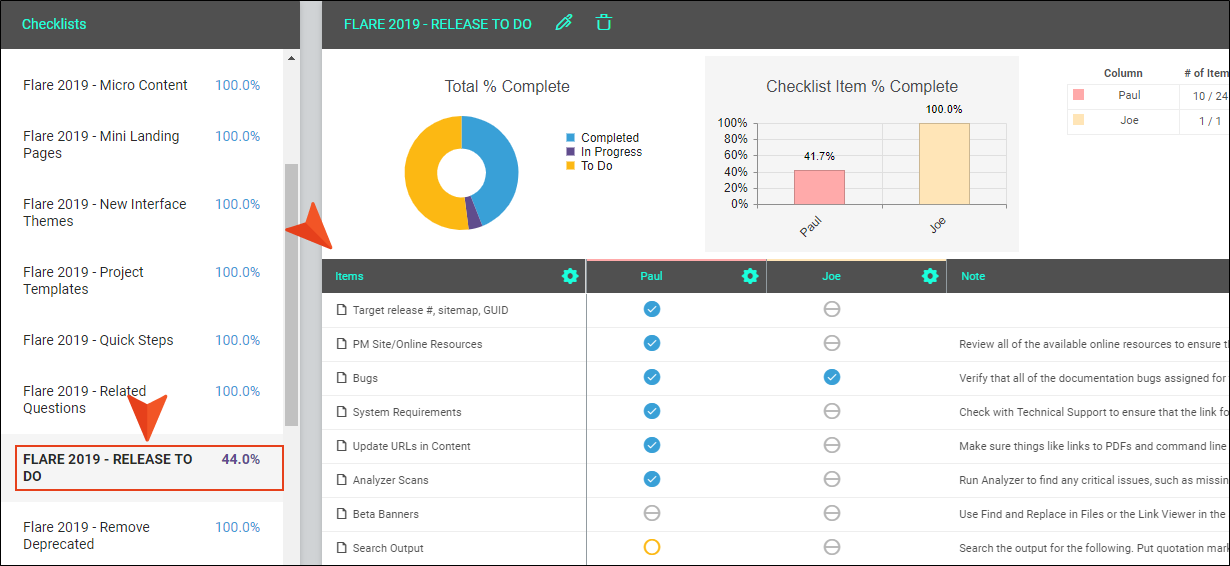 Checklists
Flare 2019 - Micro Content 100.0%
Flare 2019 - Mini Landing 100.0%
Pages
Flare 2019 - New Interface 100.0%
Themes
Flare 2019 - Project 100.0%
Templates
Flare 2019 - Quick Steps 100.0%
Flare 2019 - Related 100.0%
Questions
FLARE 2019 - RELEASE TO 44.0%
DO
Flare 2019 - Remove 100.0%
Deprecated
FLARE 2019 - RELEASE TO DO
Total % Complete
Completed
In Progress
To Do
Checklist Item % Complete
100.0%
100%
80%
60%
40%
20%
0%
41.7%
Paul
Joe
Column # of Item
Paul 10 / 24
Joe 1 / 1
Items Paul Joe Note
Target release #, sitemap, GUID
PM Site/Online Resources Review all of the available online resources to ensure
Bugs Verify that all of the documentation bugs assigned for
System Requirements Check with Technical Support to ensure that the link fo
Update URLs in Content Make sure things like links to PDFs and command line
Analyzer Scans Run Analyzer to find any critical issues, such as missin
Beta Banners Use Find and Replace in Files or the Link Viewer in the
Search Output Search the output for the following. Put quotation mark